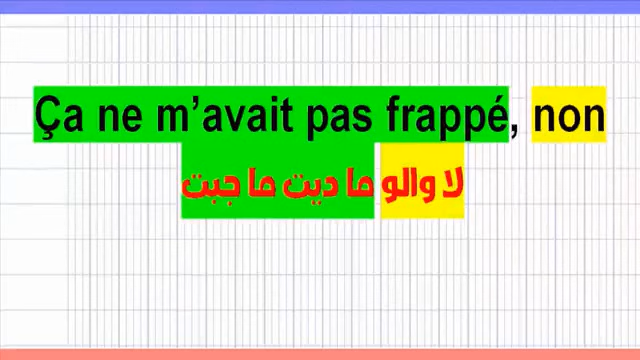 Ça ne m’avait pas frappé, non
لا والو ما ديت ما جبت